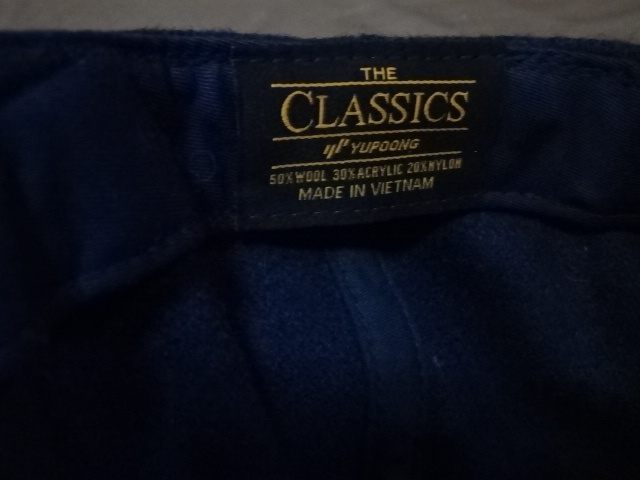 THE
CLASSICS
YUPOONG
50%WOOL 30%ACRYLIC 20%NYLON
MADE IN VIETNAM